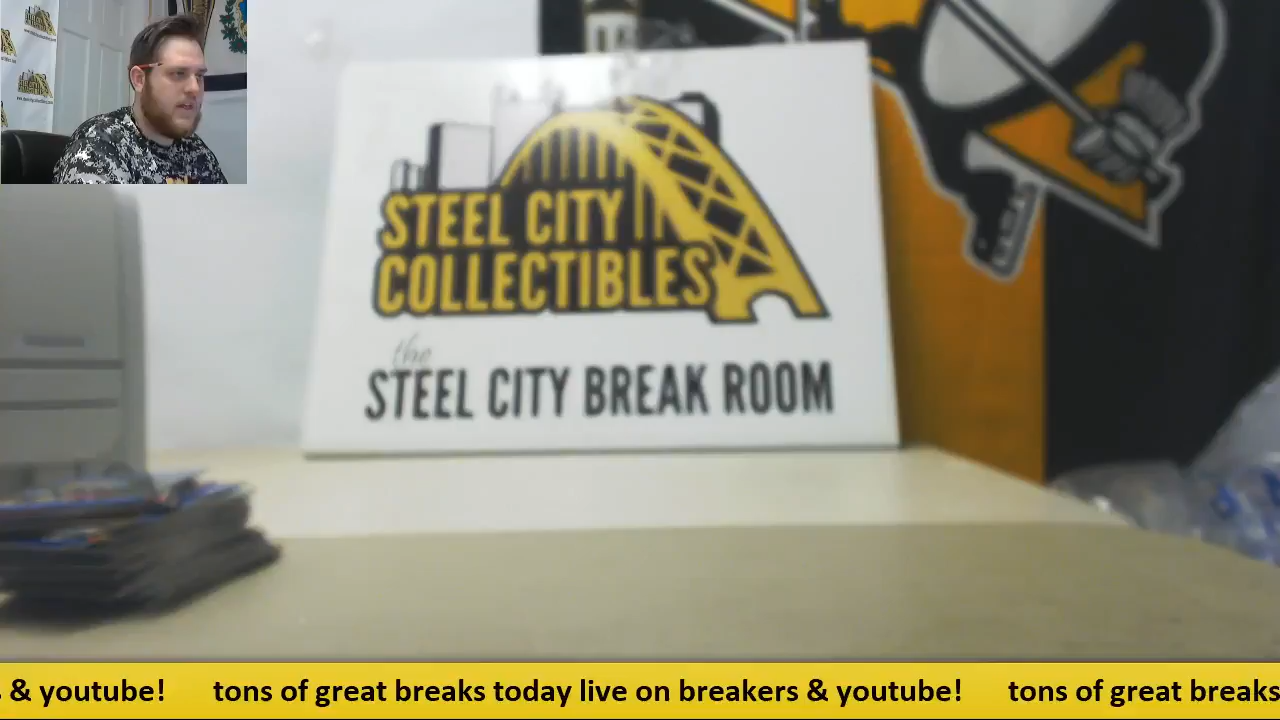 STEEL CITY
COLLECTIBLES
the
STEEL CITY BREAK ROOM
& youtube! tons of great breaks today live on breakers & youtube! tons of great breaks